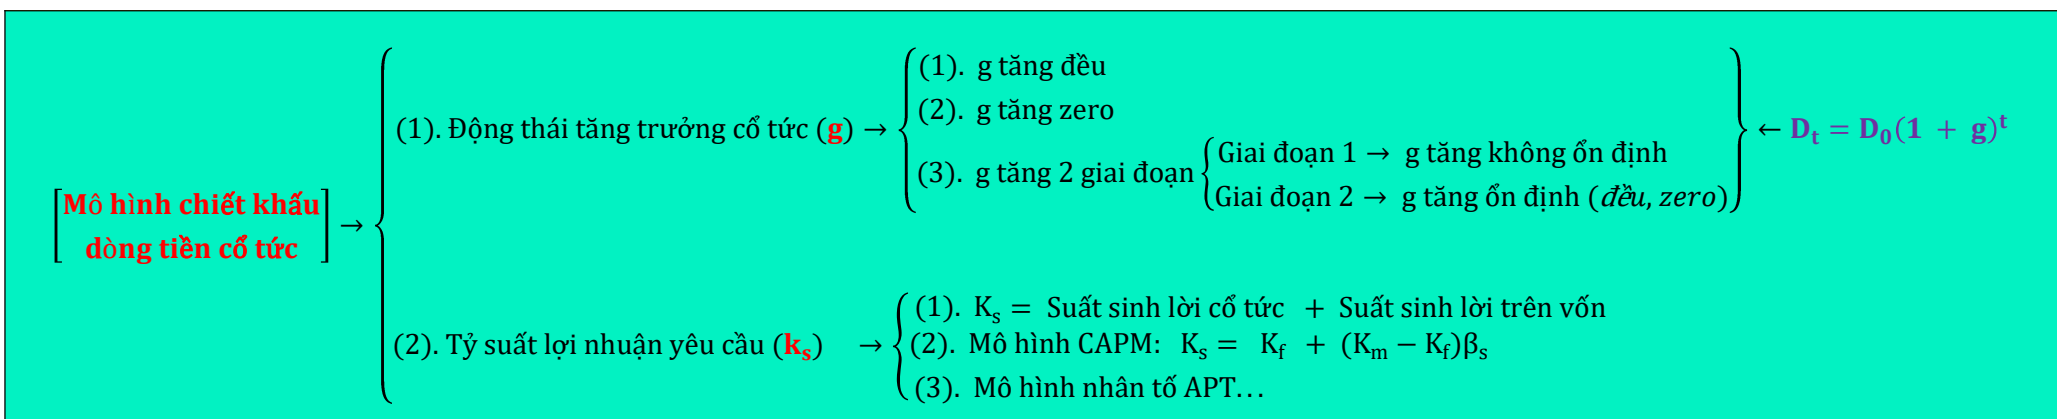 [Mô hình chiết khấu
dòng tiền cổ tức] →
(1). Động thái tăng trưởng cổ tức (g) →
(1). g tăng đều
(2). g tăng zero
(3). g tăng 2 giai đoạn
Giai đoạn 1 → g tăng không ổn định
Giai đoạn 2 → g tăng ổn định (đều, zero)
← Dₜ = D₀(1 + g)ᵗ
(2). Tỷ suất lợi nhuận yêu cầu (kₛ) →
(1). Kₛ = Suất sinh lời cổ tức + Suất sinh lời trên vốn
(2). Mô hình CAPM: Kₛ = K_f + (K_m − K_f)βₛ
(3). Mô hình nhân tố APT…